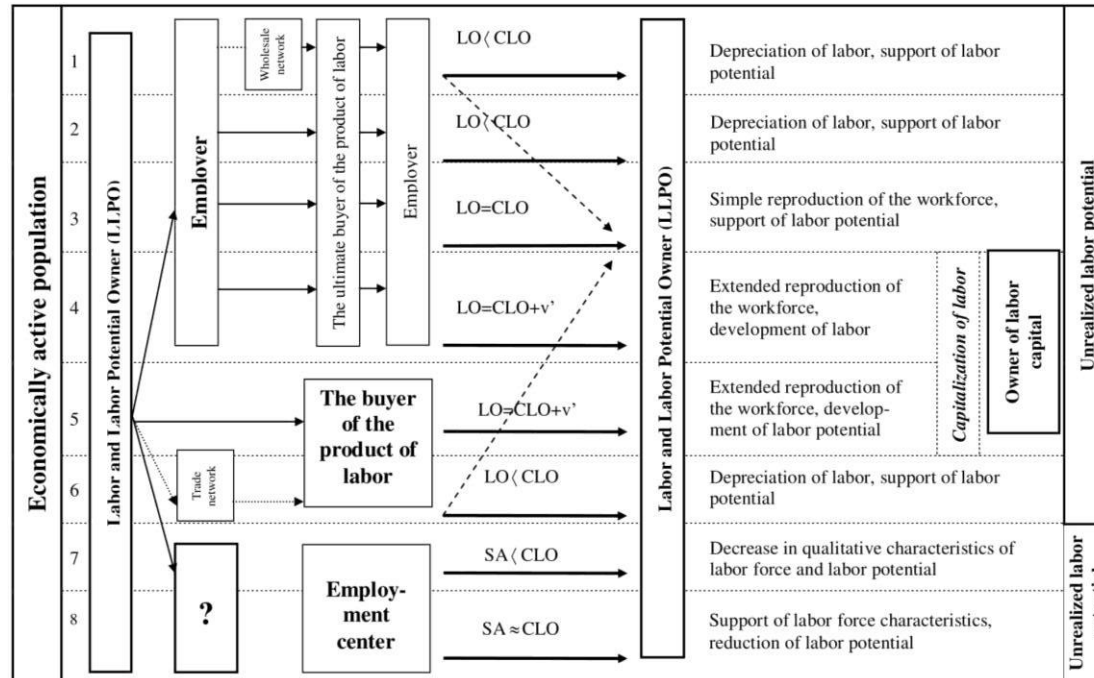 Economically active population
1
2
3
4
5
6
7
8
Labor and Labor Potential Owner (LLPO)
Employer
Wholesale
network
The ultimate buyer of the product of labor
Employer
Trade
network
?
The buyer
of the
product of
labor
Employ-
ment
center
LO⟨ CLO
LO⟨ CLO
LO=CLO
LO=CLO+v’
LO=CLO+v’
LO⟨ CLO
SA⟨ CLO
SA≈CLO
Labor and Labor Potential Owner (LLPO)
Depreciation of labor, support of labor
potential
Depreciation of labor, support of labor
potential
Simple reproduction of the workforce,
support of labor potential
Extended reproduction of
the workforce,
development of labor
Extended reproduction of
the workforce, develop-
ment of labor potential
Depreciation of labor, support of labor
potential
Decrease in qualitative characteristics of
labor force and labor potential
Support of labor force characteristics,
reduction of labor potential
Capitalization of labor
Owner of labor
capital
Unrealized labor potential
Unrealized labor